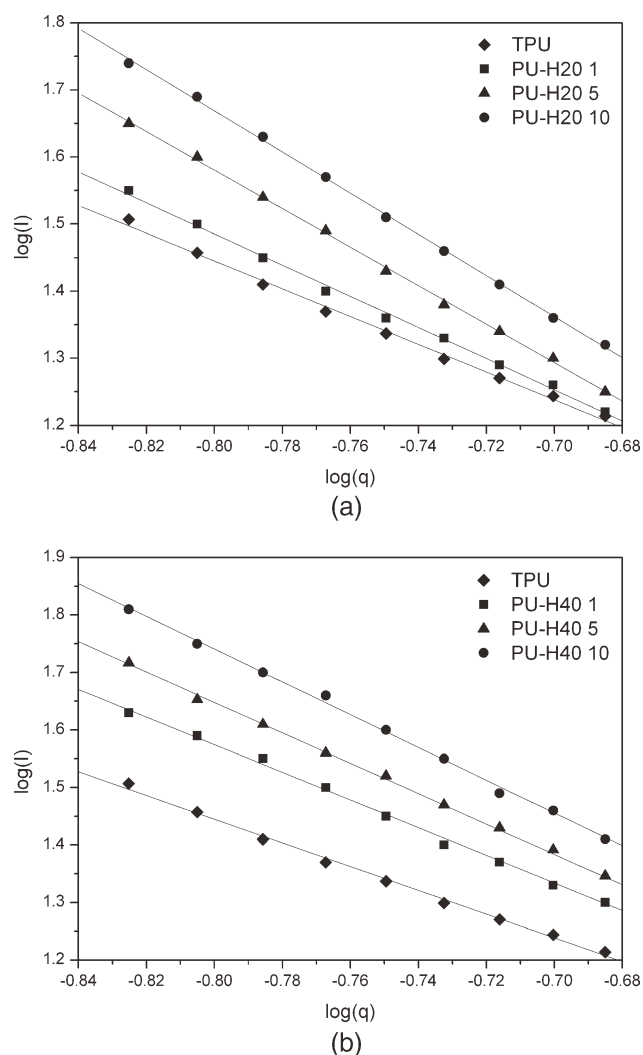 1.8
1.7
1.6
1.5
1.4
1.3
1.2
log(I)
TPU
PU-H20 1
PU-H20 5
PU-H20 10
-0.84 -0.82 -0.80 -0.78 -0.76 -0.74 -0.72 -0.70 -0.68
log(q)
(a)
1.9
1.8
1.7
1.6
1.5
1.4
1.3
1.2
log(I)
TPU
PU-H40 1
PU-H40 5
PU-H40 10
-0.84 -0.82 -0.80 -0.78 -0.76 -0.74 -0.72 -0.70 -0.68
log(q)
(b)